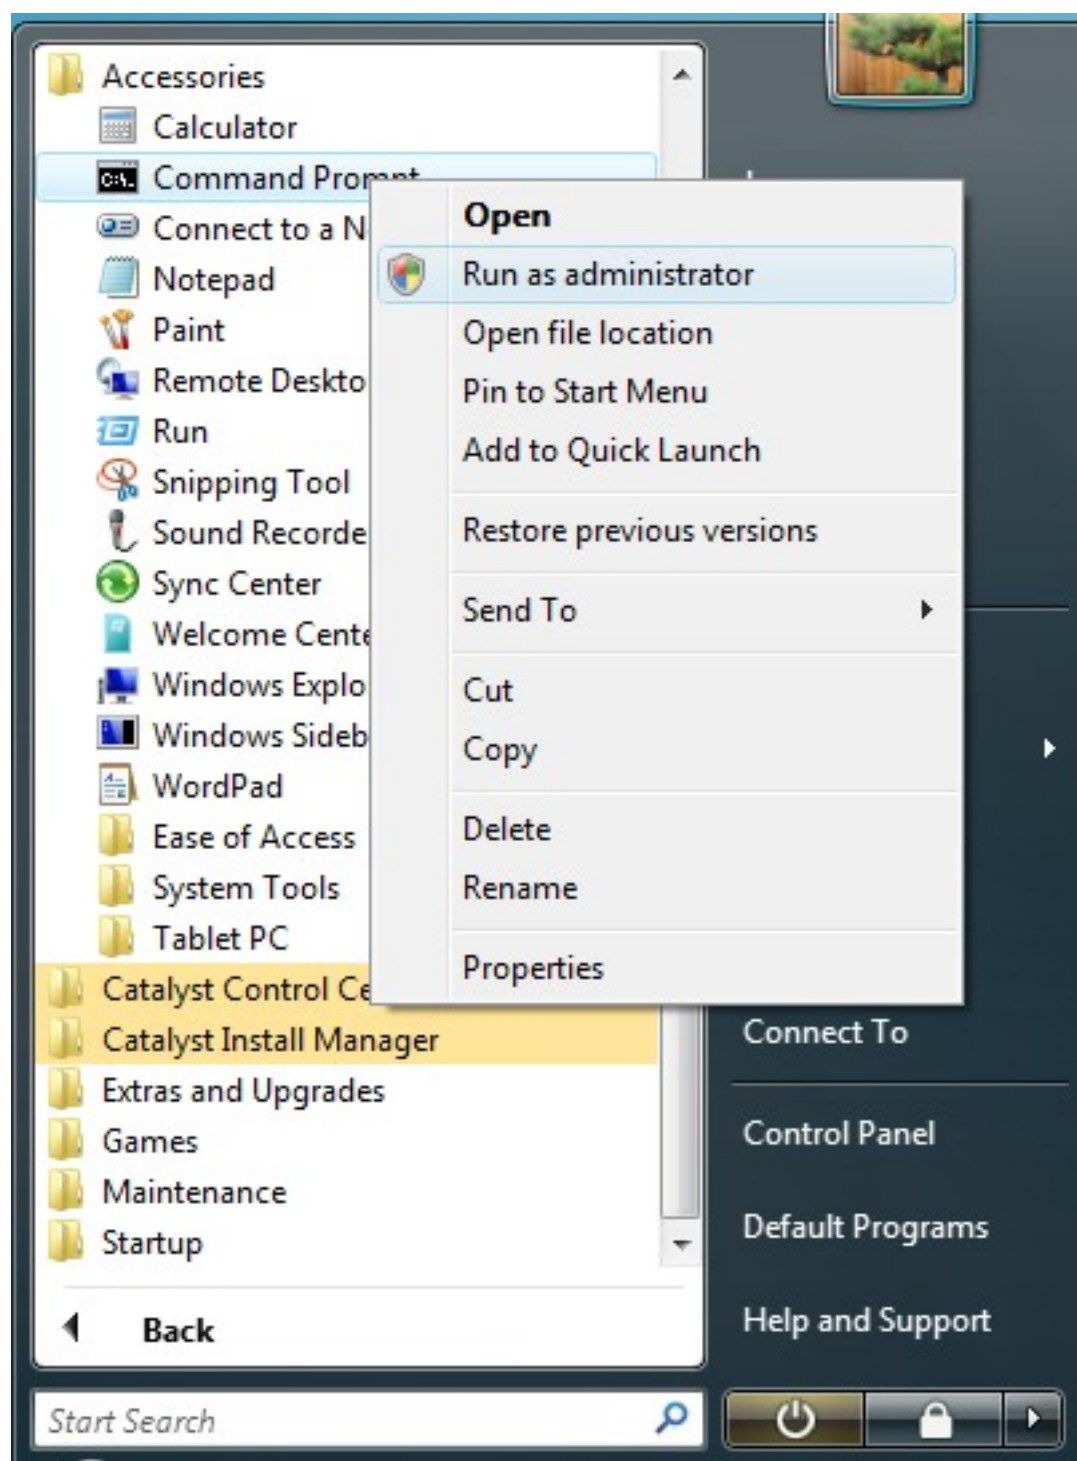 Accessories
Calculator
Command Prompt
Connect to a N
Notepad
Paint
Remote Deskto
Run
Snipping Tool
Sound Recorde
Sync Center
Welcome Cente
Windows Explo
Windows Sideb
WordPad
Ease of Access
System Tools
Tablet PC
Catalyst Control Ce
Catalyst Install Manager
Extras and Upgrades
Games
Maintenance
Startup
Back
Start Search
Open
Run as administrator
Open file location
Pin to Start Menu
Add to Quick Launch
Restore previous versions
Send To
Cut
Copy
Delete
Rename
Properties
Connect To
Control Panel
Default Programs
Help and Support